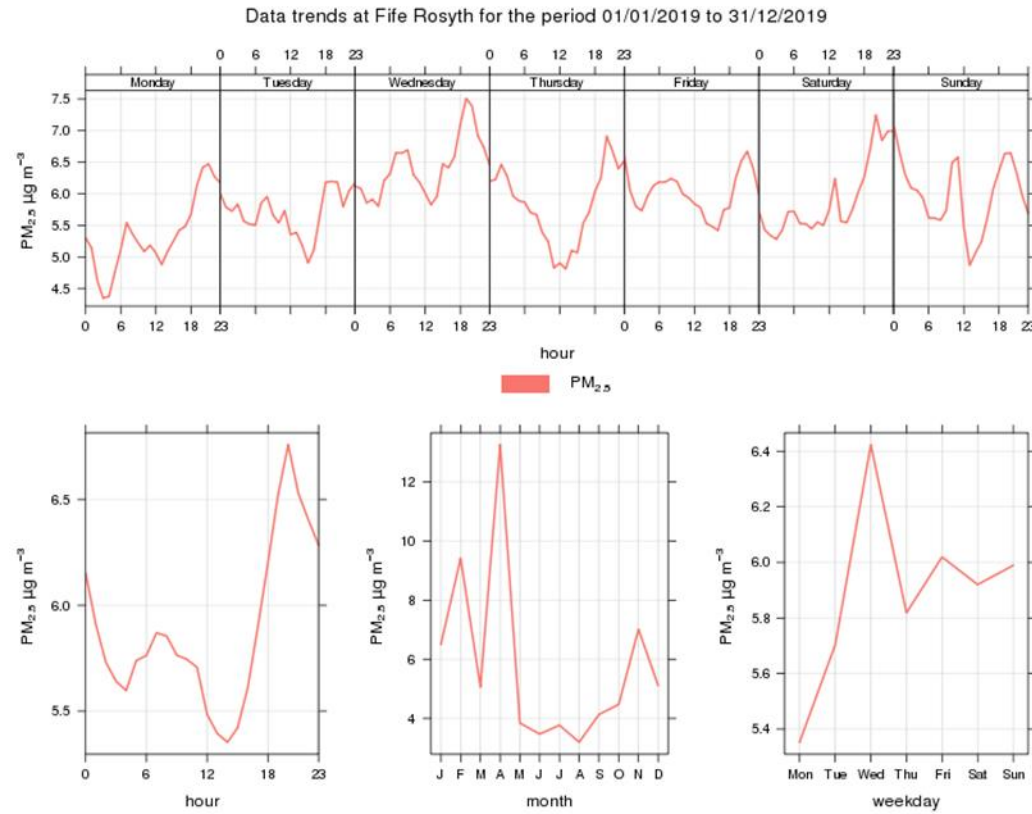 Data trends at Fife Rosyth for the period 01/01/2019 to 31/12/2019
0 6 12 18 23 0 6 12 18 23 0 6 12 18 23
Monday Tuesday Wednesday Thursday Friday Saturday Sunday
7.5
7.0
6.5
6.0
5.5
5.0
4.5
PM₂.₅ µg m⁻³
0 6 12 18 23 0 6 12 18 23 0 6 12 18 23 0 6 12 18 23
hour
PM₂.₅
6.5
6.0
5.5
PM₂.₅ µg m⁻³
0 6 12 18 23
hour
12
10
8
6
4
PM₂.₅ µg m⁻³
J F M A M J J A S O N D
month
6.4
6.2
6.0
5.8
5.6
5.4
PM₂.₅ µg m⁻³
Mon Tue Wed Thu Fri Sat Sun
weekday